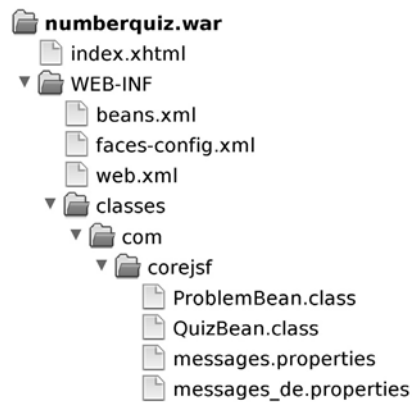 numberquiz.war
index.xhtml
WEB-INF
beans.xml
faces-config.xml
web.xml
classes
com
corejsf
ProblemBean.class
QuizBean.class
messages.properties
messages_de.properties